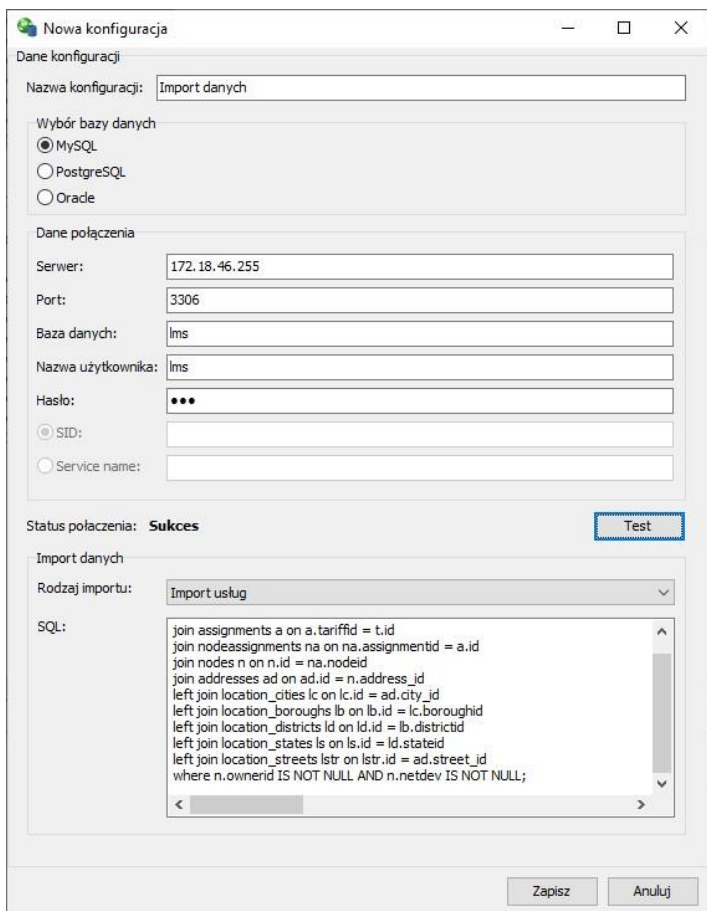 Nowa konfiguracja
Dane konfiguracji
Nazwa konfiguracji: Import danych
Wybór bazy danych
MySQL
PostgreSQL
Oracle
Dane połączenia
Serwer: 172.18.46.255
Port: 3306
Baza danych: lms
Nazwa użytkownika: lms
Hasło: ●●●
SID:
Service name:
Status połaczenia: Sukces Test
Import danych
Rodzaj importu: Import usług
SQL:
join assignments a on a.tariffid = t.id
join nodeassignments na on na.assignmentid = a.id
join nodes n on n.id = na.nodeid
join addresses ad on ad.id = n.address_id
left join location_cities lc on lc.id = ad.city_id
left join location_boroughs lb on lb.id = lc.boroughid
left join location_districts ld on ld.id = lb.districtid
left join location_states ls on ls.id = ld.stateid
left join location_streets lstr on lstr.id = ad.street_id
where n.ownerid IS NOT NULL AND n.netdev IS NOT NULL;
Zapisz Anuluj